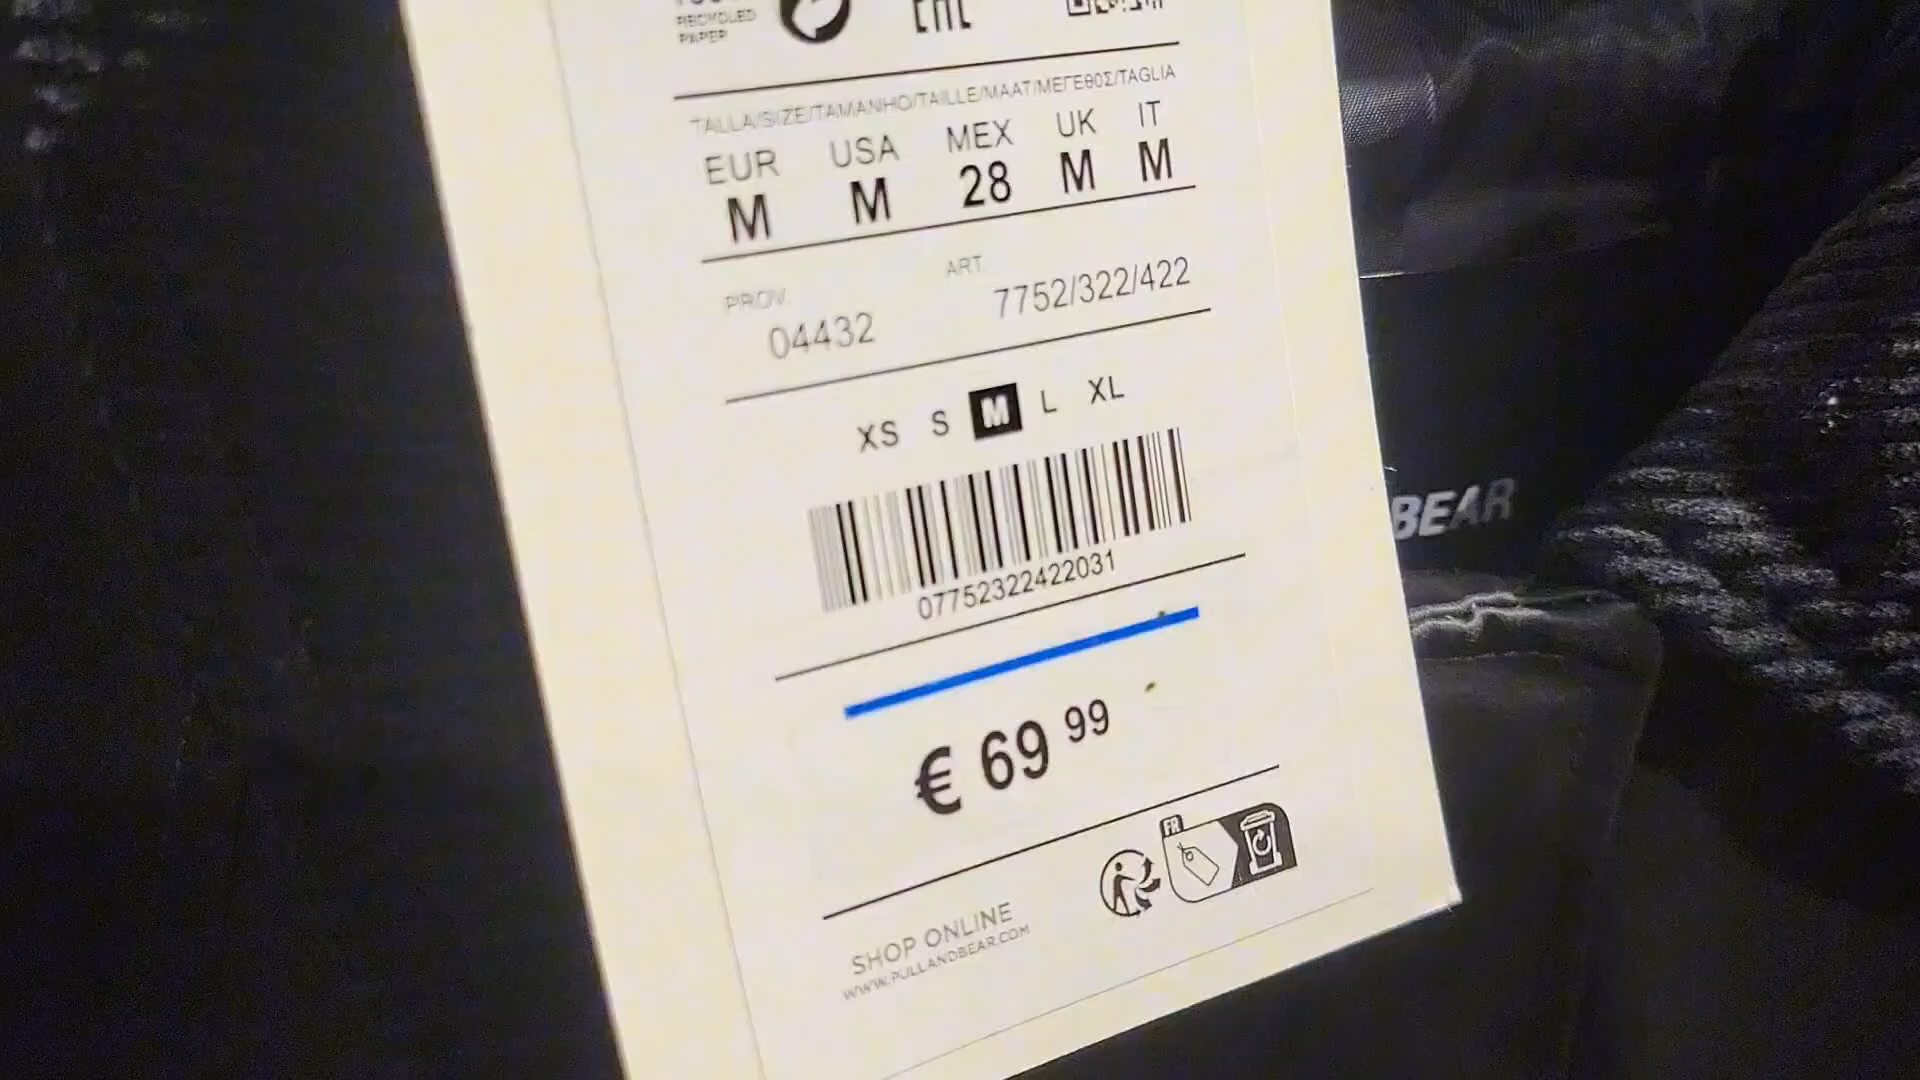 RECYCLED
PAPER
EAC
TALLA/SIZE/TAMANHO/TAILLE/MAAT/ΜΕΓΕΘΟΣ/TAGLIA
EUR USA MEX UK IT
M M 28 M M
PROV. ART.
04432 7752/322/422
XS S M L XL
07752322422031
€ 69 99
FR
SHOP ONLINE
WWW.PULLANDBEAR.COM
BEAR